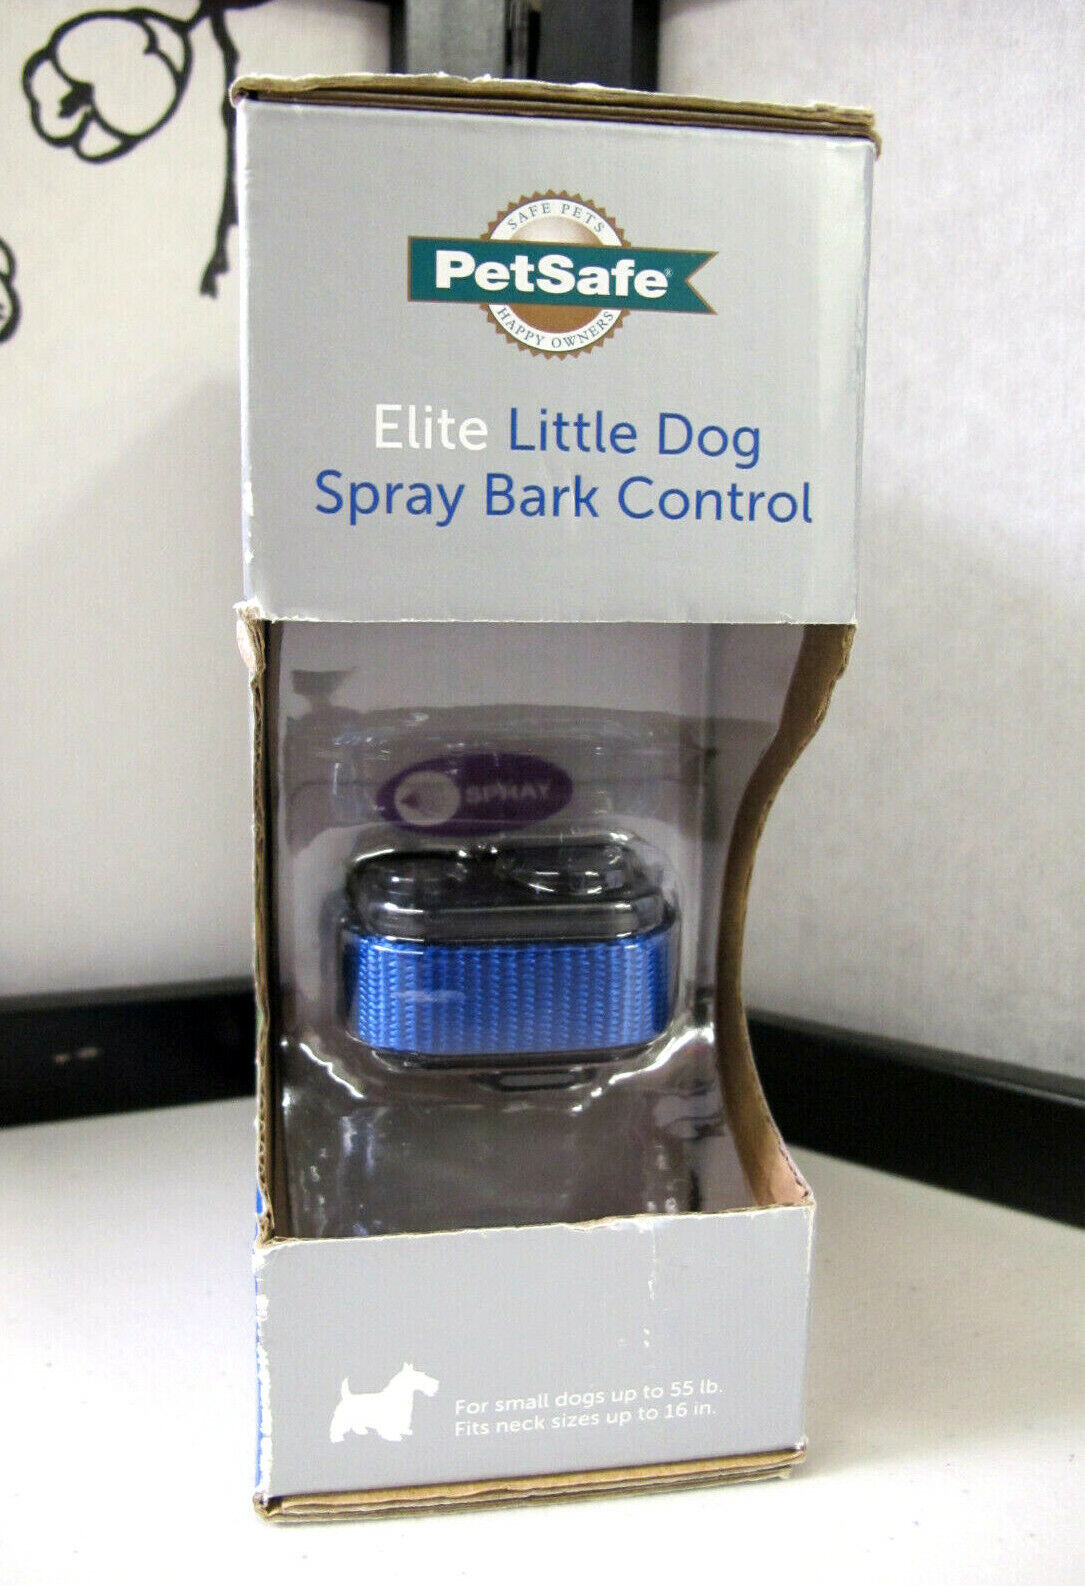 SAFE PETS
PetSafe®
HAPPY OWNERS
Elite Little Dog
Spray Bark Control
SPRAY
For small dogs up to 55 lb.
Fits neck sizes up to 16 in.